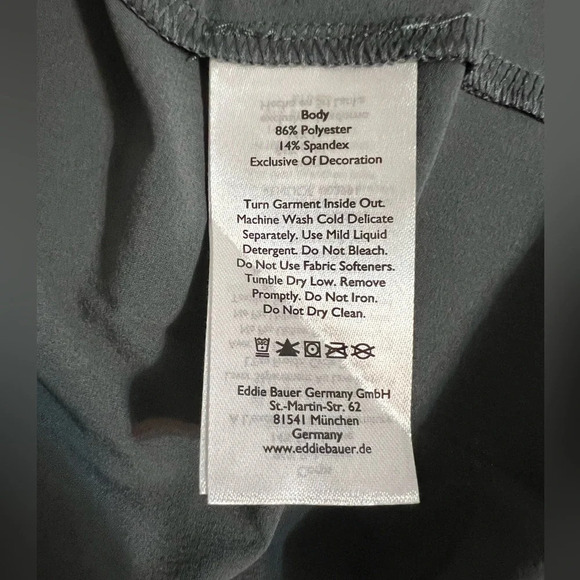 Body
86% Polyester
14% Spandex
Exclusive Of Decoration
Turn Garment Inside Out.
Machine Wash Cold Delicate
Separately. Use Mild Liquid
Detergent. Do Not Bleach.
Do Not Use Fabric Softeners.
Tumble Dry Low. Remove
Promptly. Do Not Iron.
Do Not Dry Clean.
Eddie Bauer Germany GmbH
St.-Martin-Str. 62
81541 München
Germany
www.eddiebauer.de